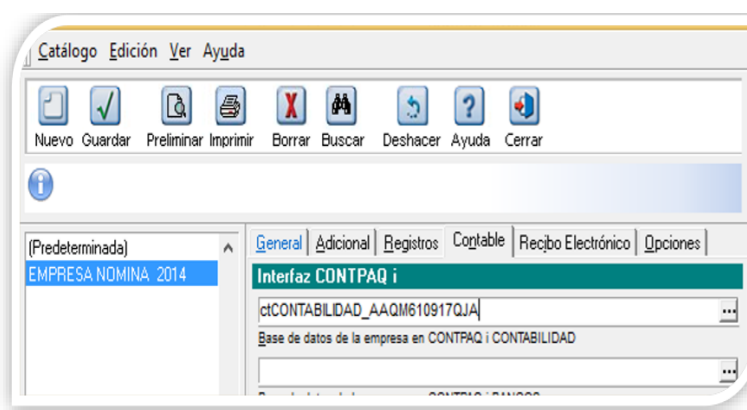 Catálogo Edición Ver Ayuda
Nuevo Guardar Preliminar Imprimir Borrar Buscar Deshacer Ayuda Cerrar
(Predeterminada)
EMPRESA NOMINA 2014
General Adicional Registros Contable Recibo Electrónico Opciones
Interfaz CONTPAQ i
ctCONTABILIDAD_AAQM610917QJA
...
Base de datos de la empresa en CONTPAQ i CONTABILIDAD
...